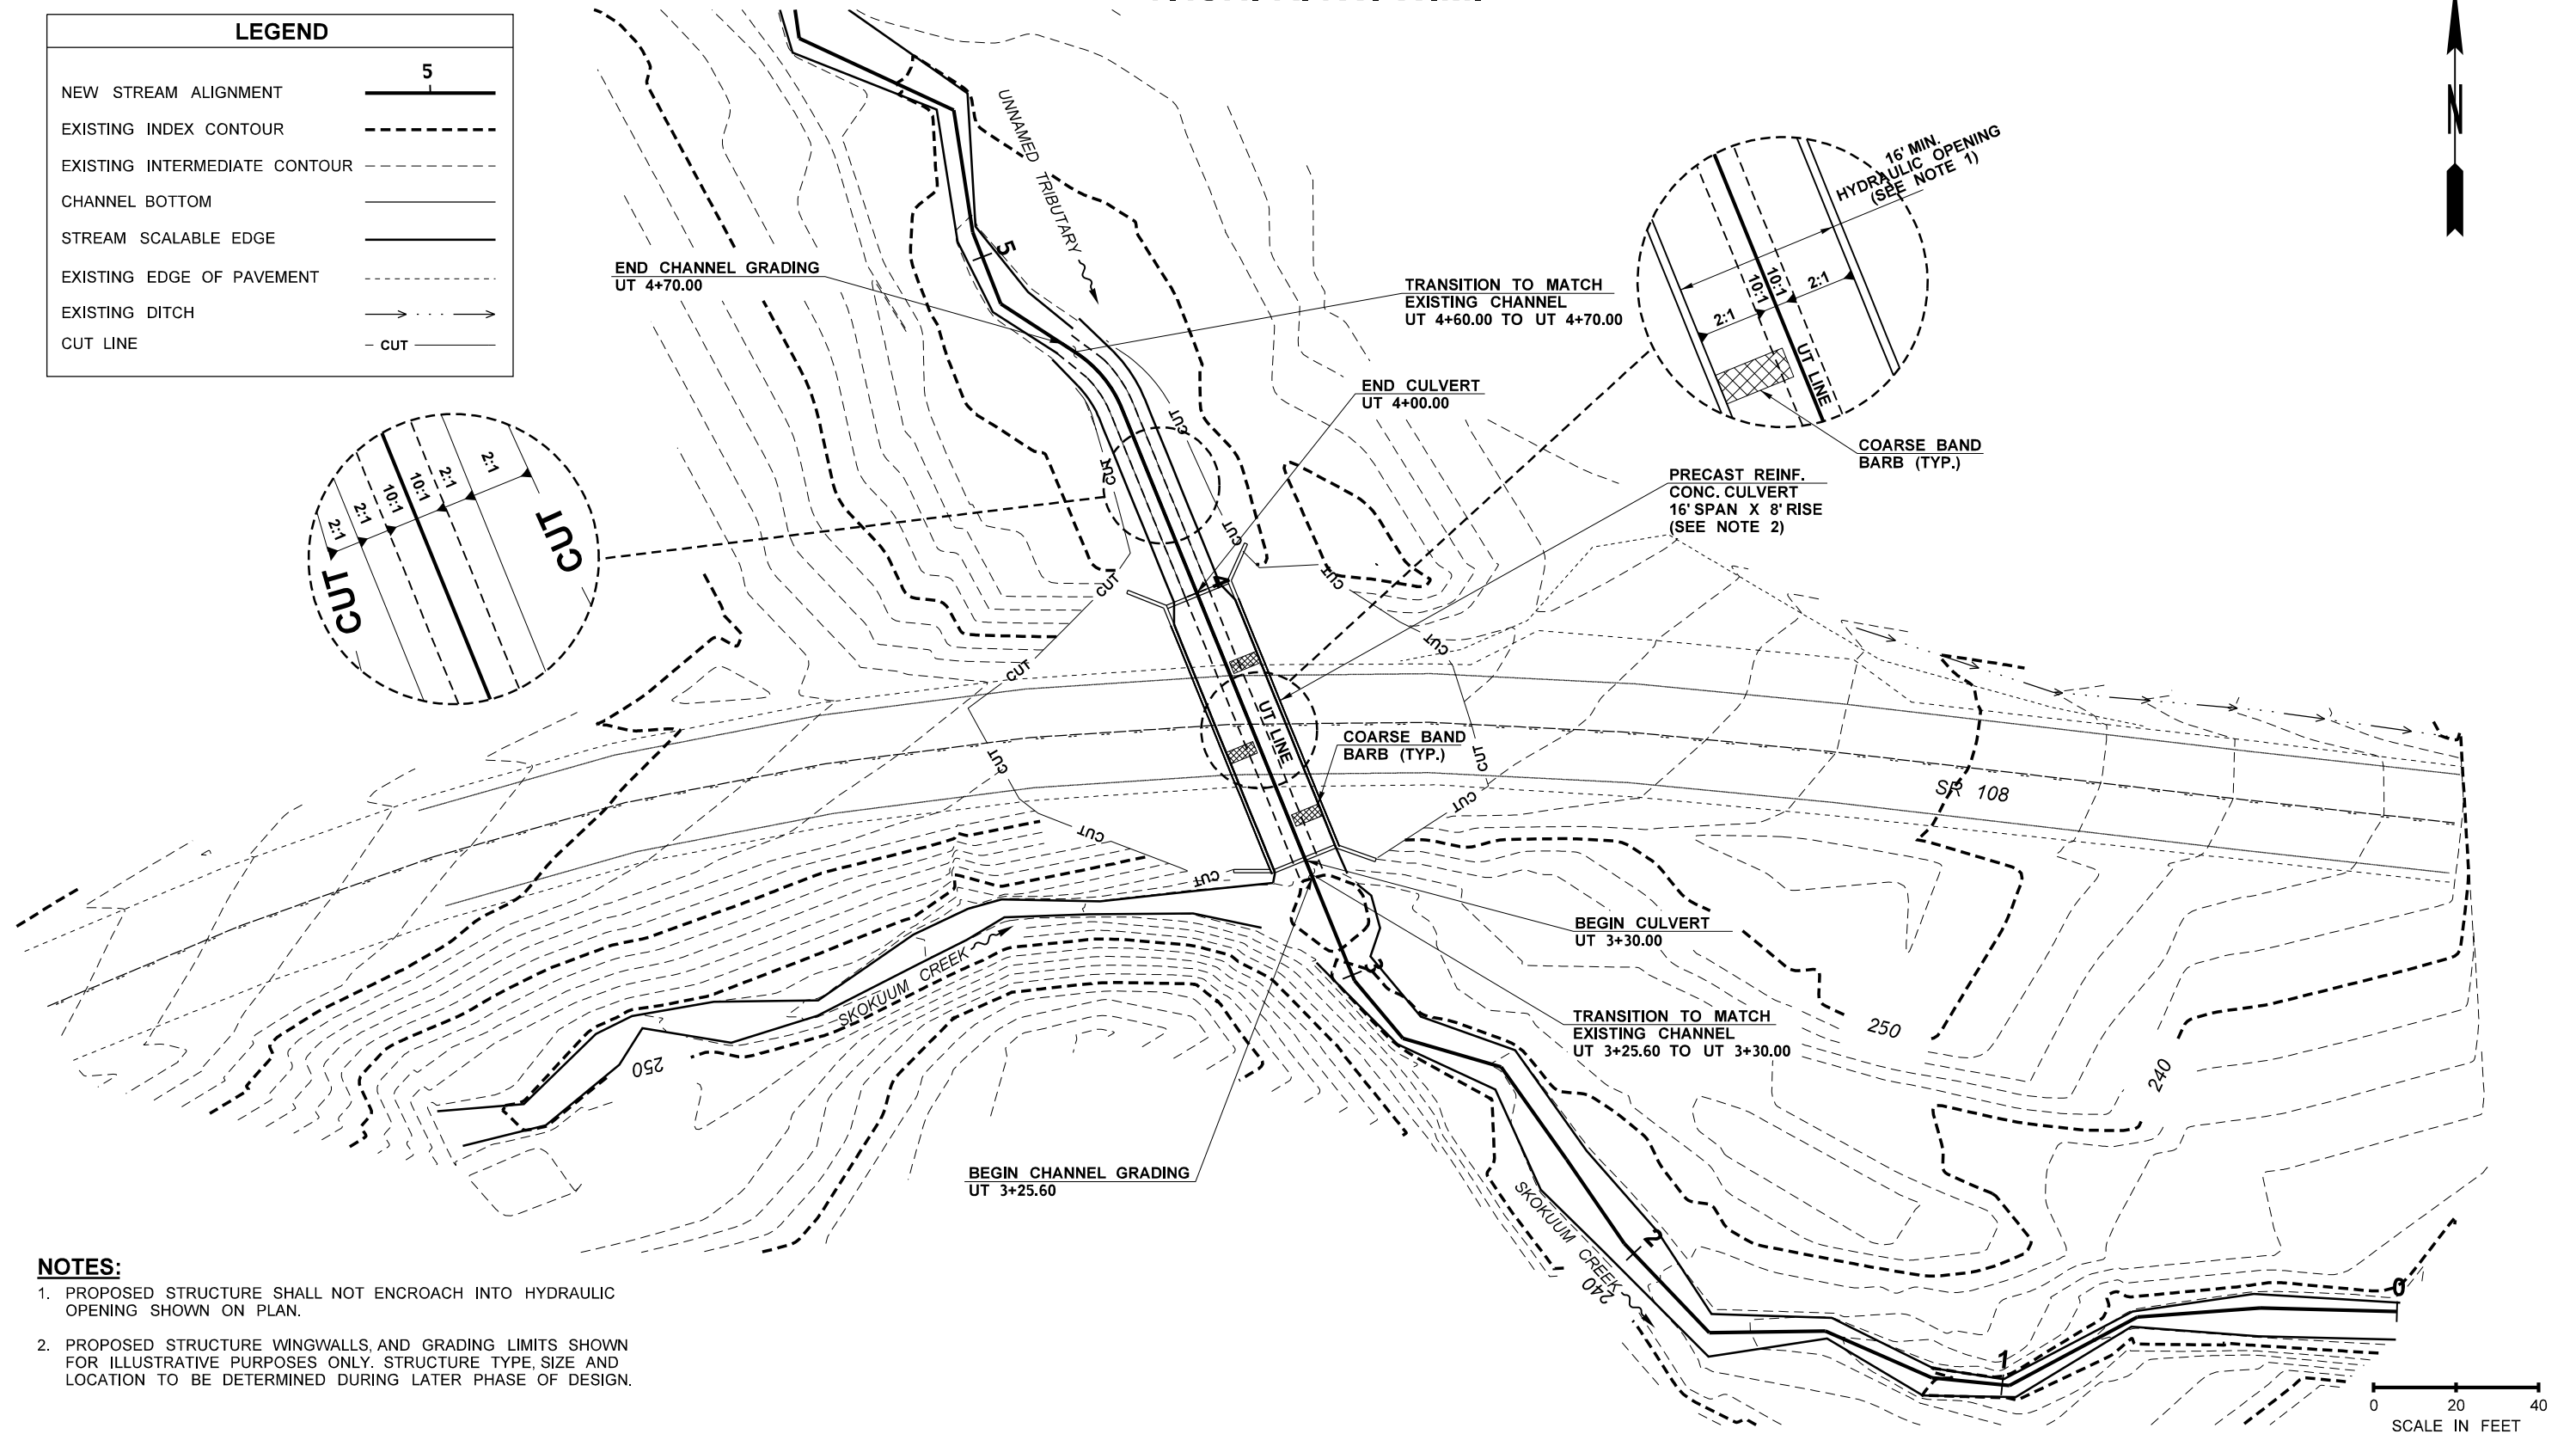 LEGEND
5
NEW STREAM ALIGNMENT
EXISTING INDEX CONTOUR
EXISTING INTERMEDIATE CONTOUR
CHANNEL BOTTOM
STREAM SCALABLE EDGE
EXISTING EDGE OF PAVEMENT
EXISTING DITCH
CUT LINE
CUT
N
UNNAMED TRIBUTARY
5
END CHANNEL GRADING
UT 4+70.00
TRANSITION TO MATCH
EXISTING CHANNEL
UT 4+60.00 TO UT 4+70.00
END CULVERT
UT 4+00.00
16' MIN.
HYDRAULIC OPENING
(SEE NOTE 1)
2:1
10:1
10:1
2:1
UT LINE
COARSE BAND
BARB (TYP.)
PRECAST REINF.
CONC. CULVERT
16' SPAN X 8' RISE
(SEE NOTE 2)
2:1
2:1
10:1
10:1
2:1
2:1
CUT
CUT
CUT
CUT
CUT
CUT
CUT
4
CUT
CUT
CUT
CUT
CUT
CUT
CUT
UT LINE
COARSE BAND
BARB (TYP.)
SR 108
BEGIN CULVERT
UT 3+30.00
3
TRANSITION TO MATCH
EXISTING CHANNEL
UT 3+25.60 TO UT 3+30.00
250
240
SKOKUUM CREEK
250
BEGIN CHANNEL GRADING
UT 3+25.60
SKOKUUM CREEK
240
2
1
0
NOTES:
1. PROPOSED STRUCTURE SHALL NOT ENCROACH INTO HYDRAULIC
OPENING SHOWN ON PLAN.
2. PROPOSED STRUCTURE WINGWALLS, AND GRADING LIMITS SHOWN
FOR ILLUSTRATIVE PURPOSES ONLY. STRUCTURE TYPE, SIZE AND
LOCATION TO BE DETERMINED DURING LATER PHASE OF DESIGN.
0 20 40
SCALE IN FEET